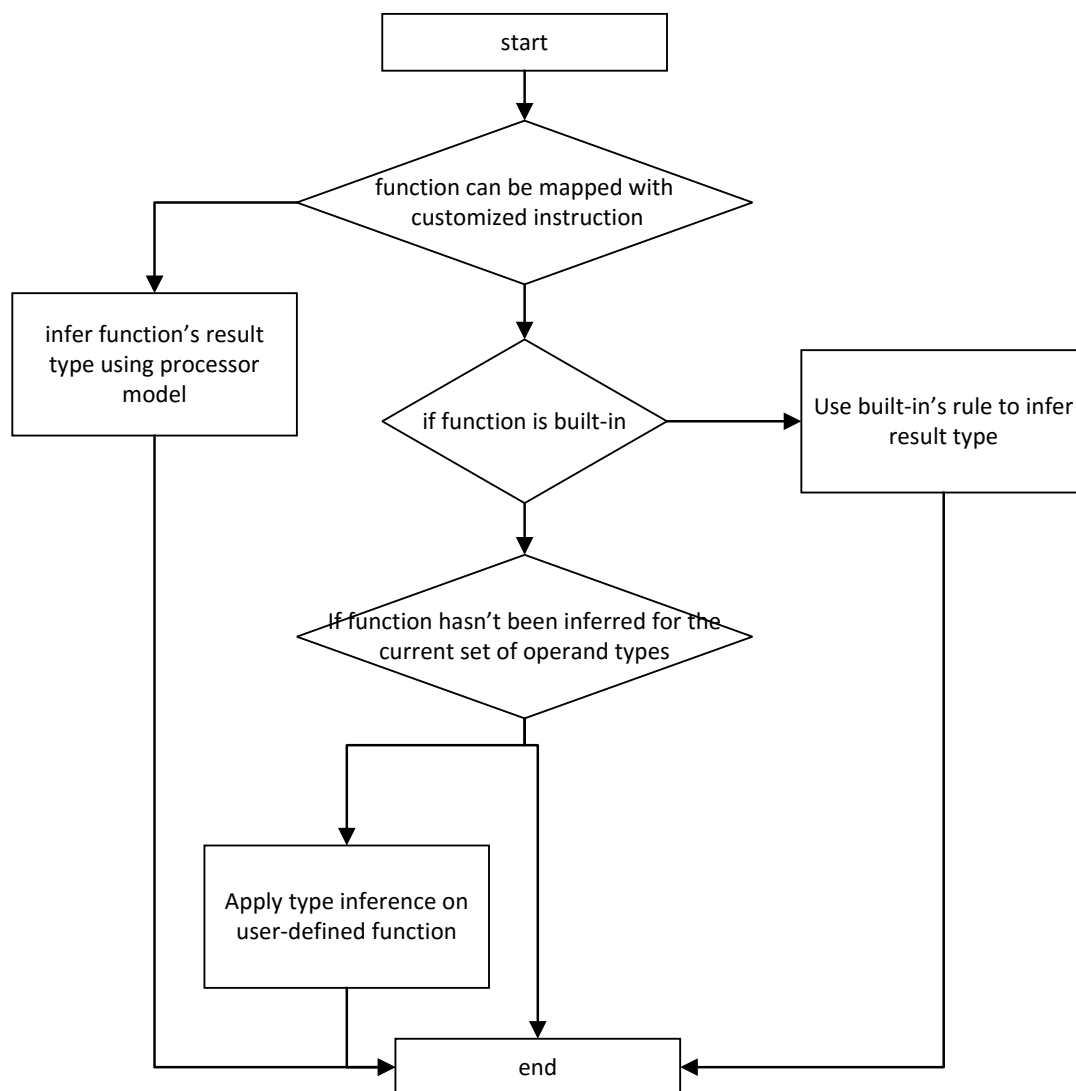 start
function can be mapped with
customized instruction
infer function’s result
type using processor
model
if function is built-in
Use built-in’s rule to infer
result type
If function hasn’t been inferred for the
current set of operand types
Apply type inference on
user-defined function
end